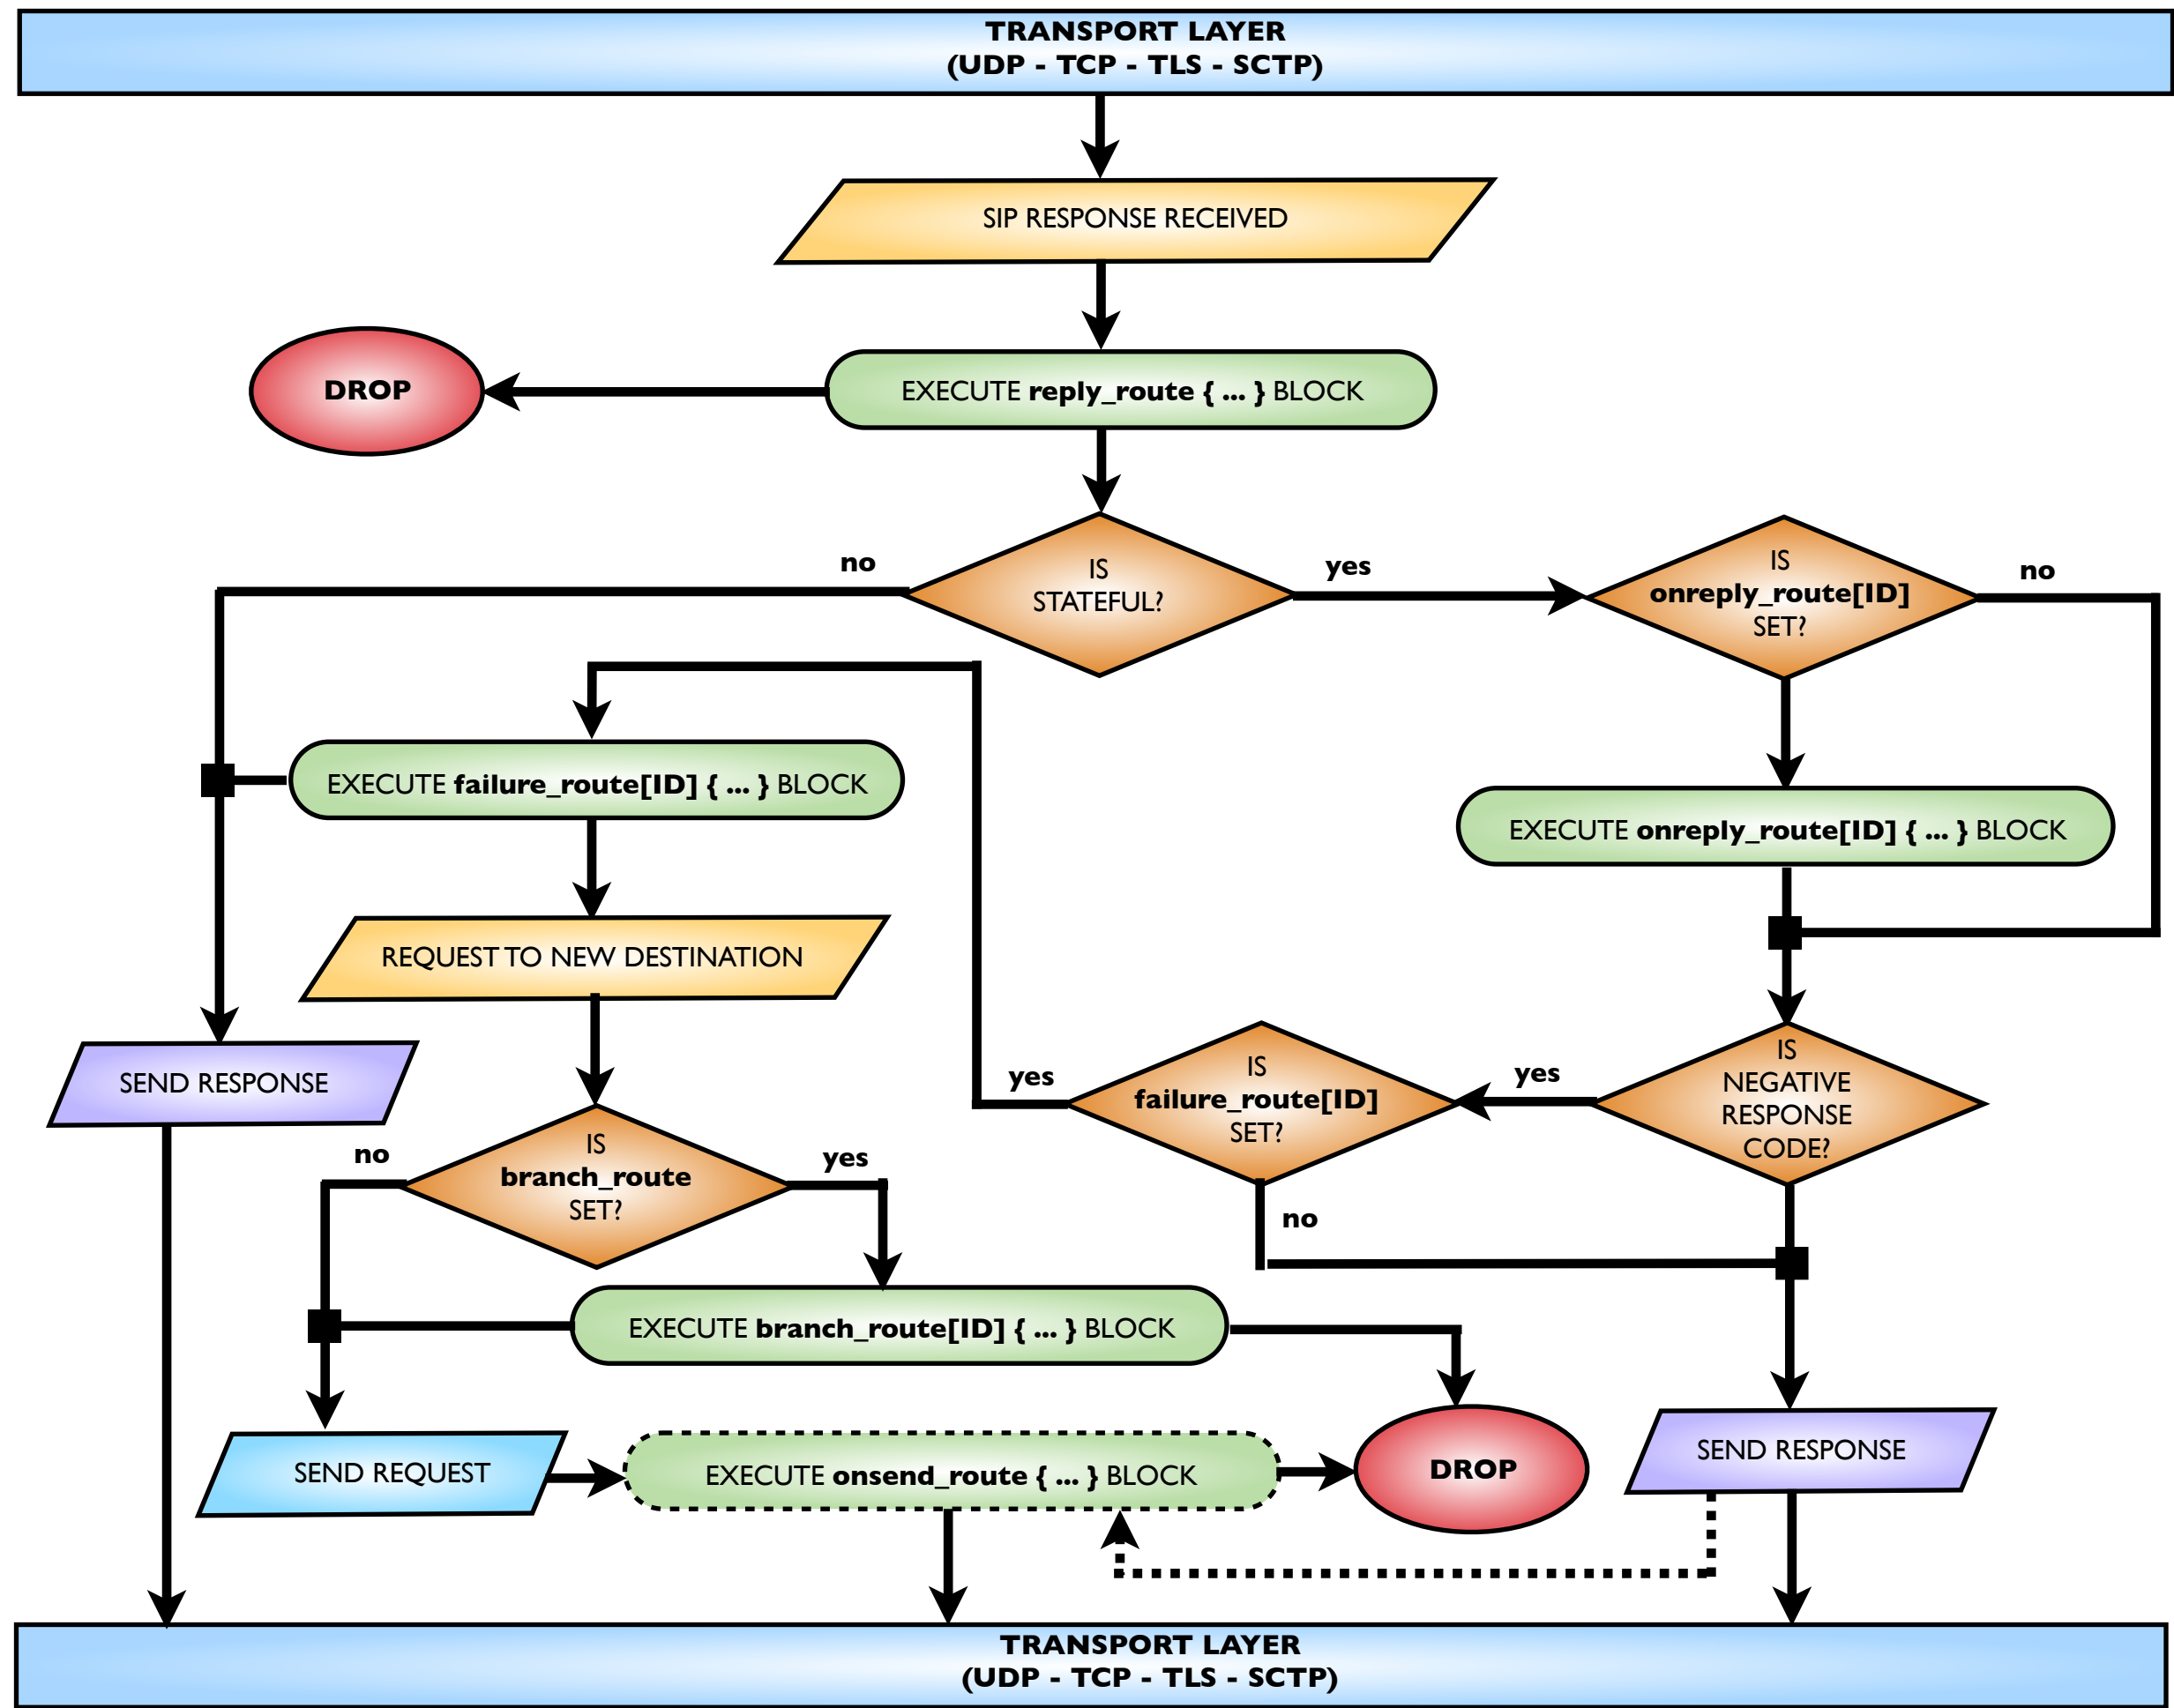 TRANSPORT LAYER
(UDP - TCP - TLS - SCTP)
SIP RESPONSE RECEIVED
DROP
EXECUTE reply_route { ... } BLOCK
no
IS
STATEFUL?
yes
IS
onreply_route[ID]
SET?
no
EXECUTE failure_route[ID] { ... } BLOCK
EXECUTE onreply_route[ID] { ... } BLOCK
REQUEST TO NEW DESTINATION
SEND RESPONSE
yes
IS
failure_route[ID]
SET?
yes
IS
NEGATIVE
RESPONSE
CODE?
no
IS
branch_route
SET?
yes
no
EXECUTE branch_route[ID] { ... } BLOCK
SEND REQUEST
EXECUTE onsend_route { ... } BLOCK
DROP
SEND RESPONSE
TRANSPORT LAYER
(UDP - TCP - TLS - SCTP)